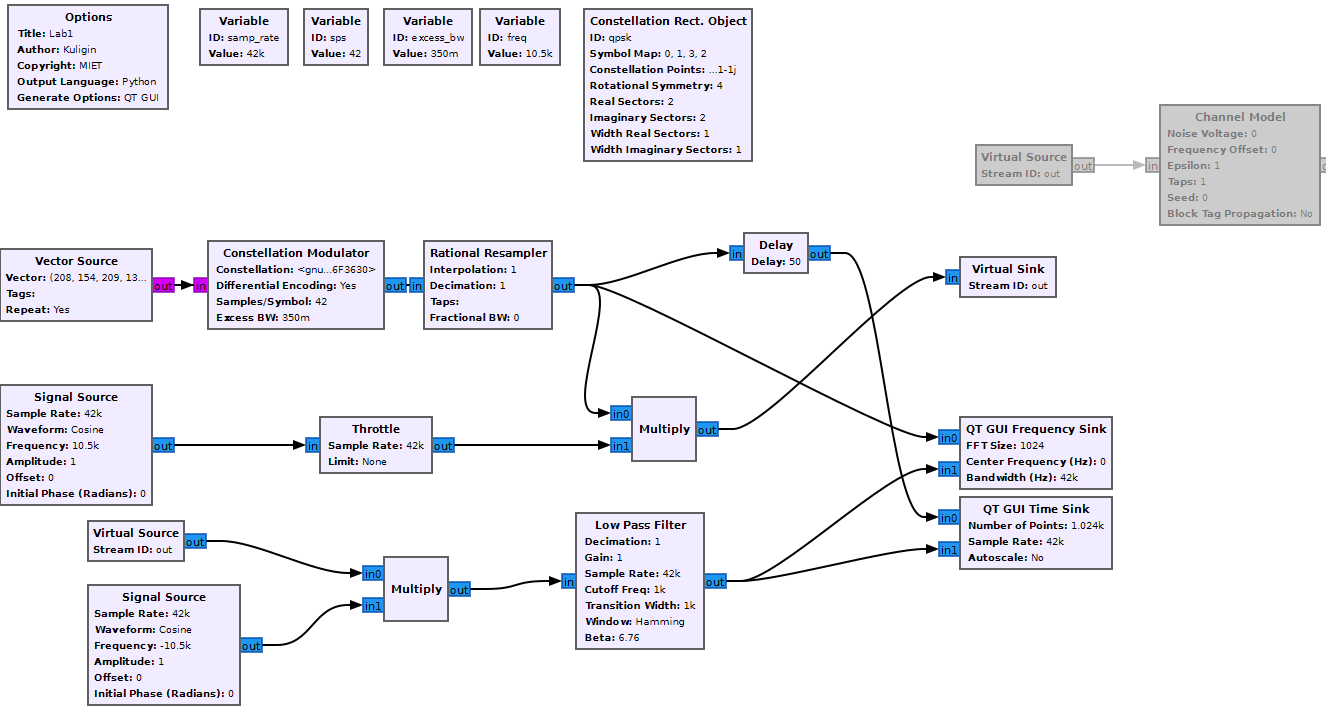 Options
Title: Lab1
Author: Kuligin
Copyright: MIET
Output Language: Python
Generate Options: QT GUI
Variable
ID: samp_rate
Value: 42k
Variable
ID: sps
Value: 42
Variable
ID: excess_bw
Value: 350m
Variable
ID: freq
Value: 10.5k
Constellation Rect. Object
ID: qpsk
Symbol Map: 0, 1, 3, 2
Constellation Points: ...1-1j
Rotational Symmetry: 4
Real Sectors: 2
Imaginary Sectors: 2
Width Real Sectors: 1
Width Imaginary Sectors: 1
Virtual Source
Stream ID: out
out
in
Channel Model
Noise Voltage: 0
Frequency Offset: 0
Epsilon: 1
Taps: 1
Seed: 0
Block Tag Propagation: No
Vector Source
Vector: (208, 154, 209, 13...
Tags:
Repeat: Yes
out
in
Constellation Modulator
Constellation: <gnu...6F3630>
Differential Encoding: Yes
Samples/Symbol: 42
Excess BW: 350m
out
in
Rational Resampler
Interpolation: 1
Decimation: 1
Taps:
Fractional BW: 0
out
in
Delay
Delay: 50
out
in
Virtual Sink
Stream ID: out
Signal Source
Sample Rate: 42k
Waveform: Cosine
Frequency: 10.5k
Amplitude: 1
Offset: 0
Initial Phase (Radians): 0
out
in
Throttle
Sample Rate: 42k
Limit: None
out
in0
in1
Multiply
out
in0
in1
QT GUI Frequency Sink
FFT Size: 1024
Center Frequency (Hz): 0
Bandwidth (Hz): 42k
in0
in1
QT GUI Time Sink
Number of Points: 1.024k
Sample Rate: 42k
Autoscale: No
Virtual Source
Stream ID: out
out
Signal Source
Sample Rate: 42k
Waveform: Cosine
Frequency: -10.5k
Amplitude: 1
Offset: 0
Initial Phase (Radians): 0
out
in0
in1
Multiply
out
in
Low Pass Filter
Decimation: 1
Gain: 1
Sample Rate: 42k
Cutoff Freq: 1k
Transition Width: 1k
Window: Hamming
Beta: 6.76
out